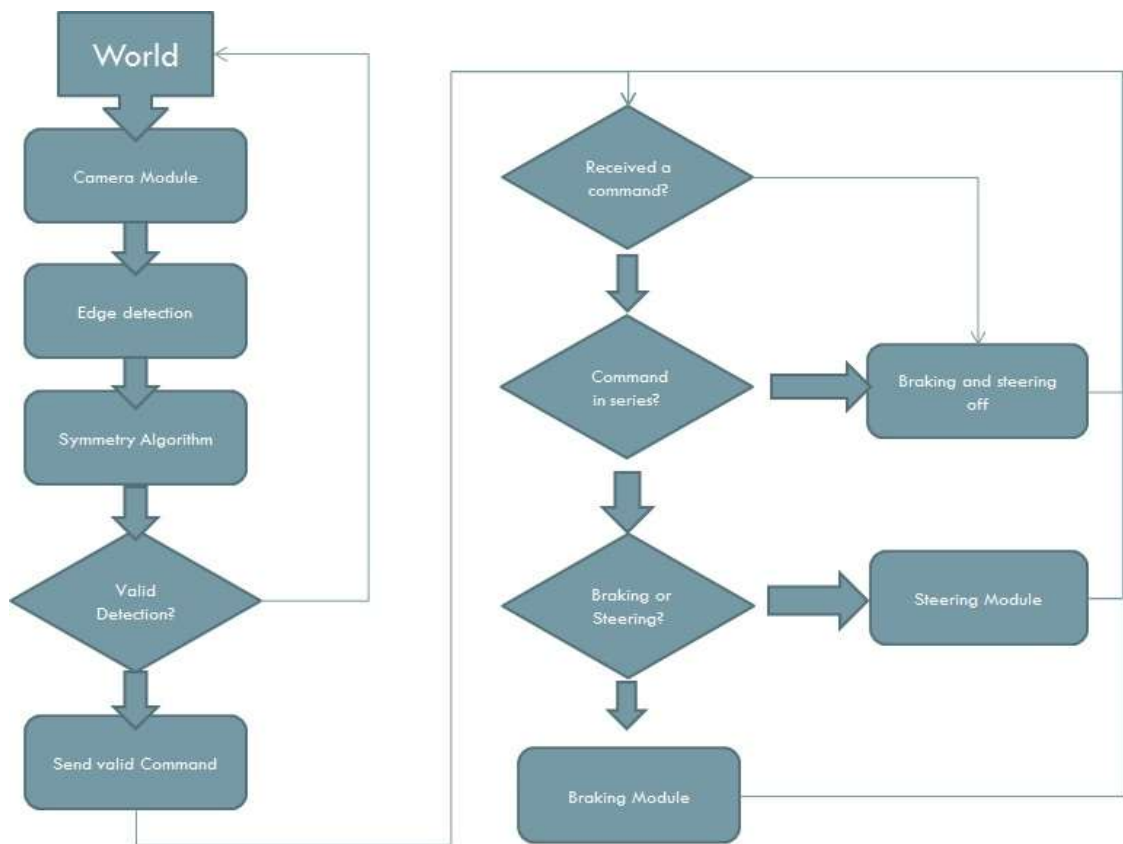 World
Camera Module
Edge detection
Symmetry Algorithm
Valid
Detection?
Send valid Command
Received a
command?
Command
in series?
Braking and steering
off
Braking or
Steering?
Steering Module
Braking Module